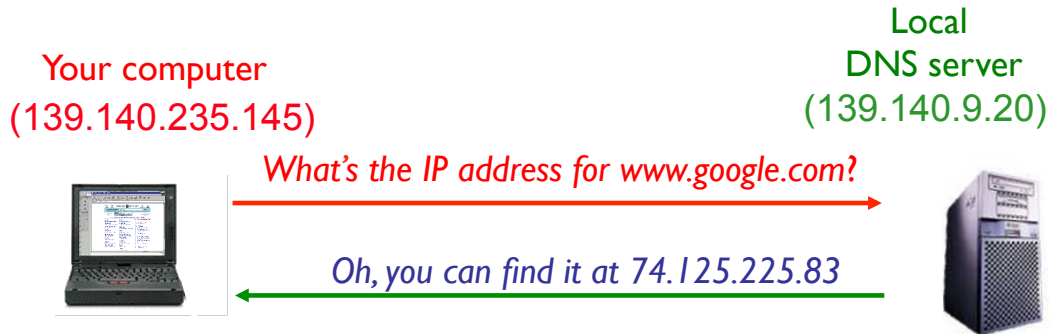 Local
DNS server
(139.140.9.20)
Your computer
(139.140.235.145)
What's the IP address for www.google.com?
Oh, you can find it at 74.125.225.83